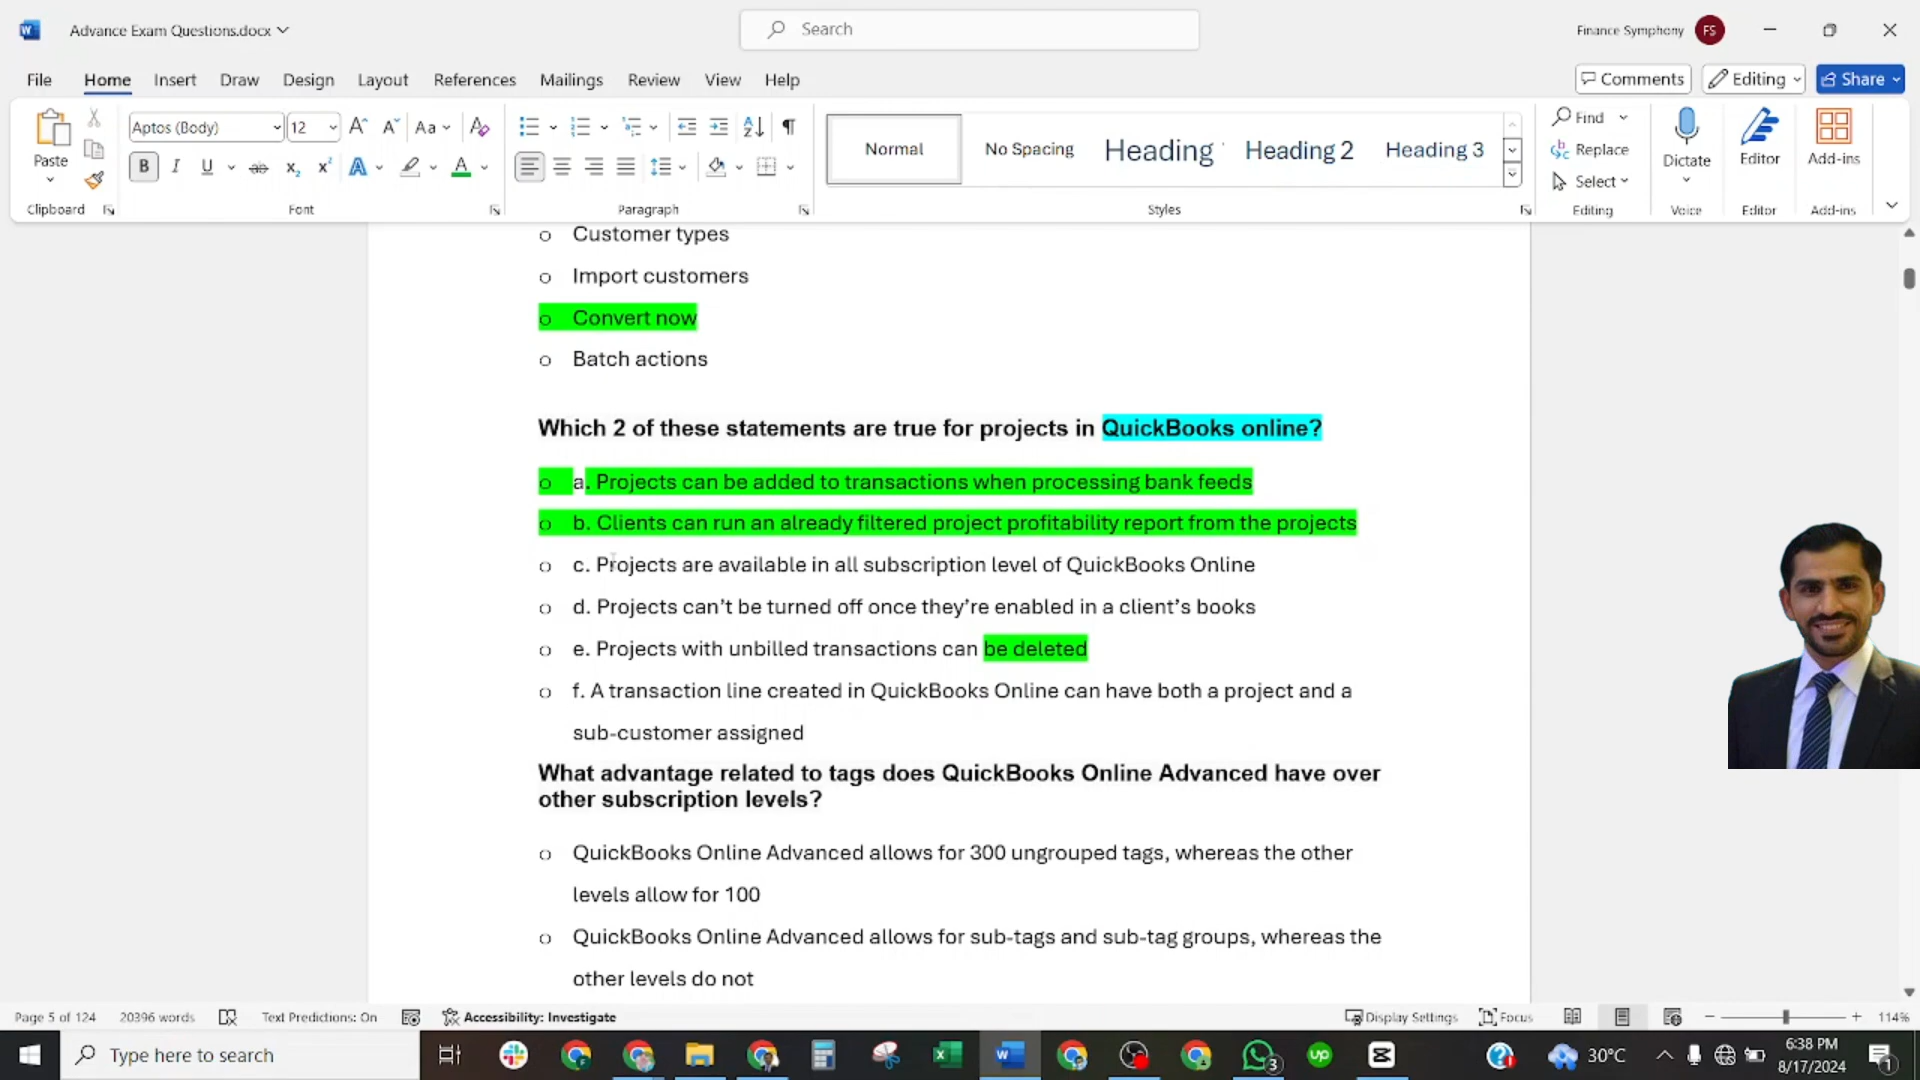 Advance Exam Questions.docx
Search
Finance Symphony FS
File Home Insert Draw Design Layout References Mailings Review View Help
Comments Editing Share
Paste
Clipboard
Aptos (Body) 12
Font
Paragraph
Normal
No Spacing
Heading
Heading 2
Heading 3
Styles
Find
Replace
Select
Editing
Dictate
Voice
Editor
Editor
Add-ins
Add-ins
o Customer types
o Import customers
o Convert now
o Batch actions
Which 2 of these statements are true for projects in QuickBooks online?
o a. Projects can be added to transactions when processing bank feeds
o b. Clients can run an already filtered project profitability report from the projects
o c. Projects are available in all subscription level of QuickBooks Online
o d. Projects can’t be turned off once they’re enabled in a client’s books
o e. Projects with unbilled transactions can be deleted
o f. A transaction line created in QuickBooks Online can have both a project and a
sub-customer assigned
What advantage related to tags does QuickBooks Online Advanced have over
other subscription levels?
o QuickBooks Online Advanced allows for 300 ungrouped tags, whereas the other
levels allow for 100
o QuickBooks Online Advanced allows for sub-tags and sub-tag groups, whereas the
other levels do not
Page 5 of 124 20396 words Text Predictions: On Accessibility: Investigate
Display Settings Focus 114%
Type here to search
30°C
6:38 PM
8/17/2024